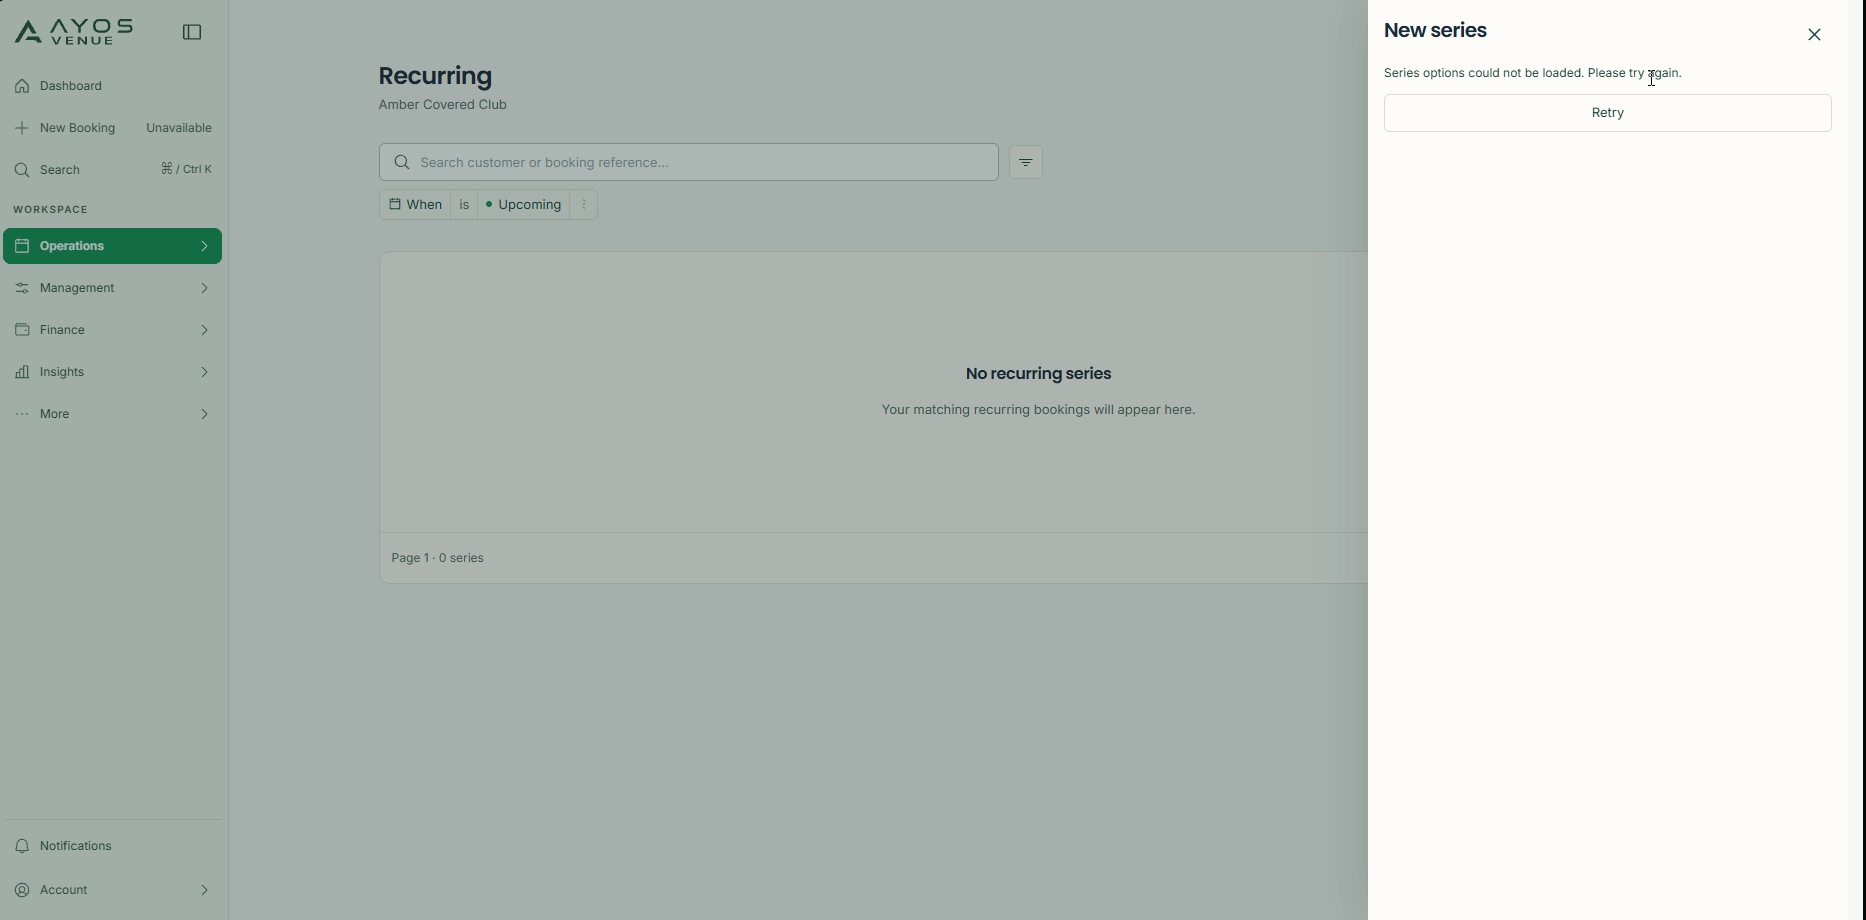 AYOS
VENUE
Dashboard
New Booking Unavailable
Search ⌘ / Ctrl K
WORKSPACE
Operations
Management
Finance
Insights
More
Notifications
Account
Recurring
Amber Covered Club
Search customer or booking reference...
When is Upcoming
No recurring series
Your matching recurring bookings will appear here.
Page 1 · 0 series
New series
Series options could not be loaded. Please try again.
Retry